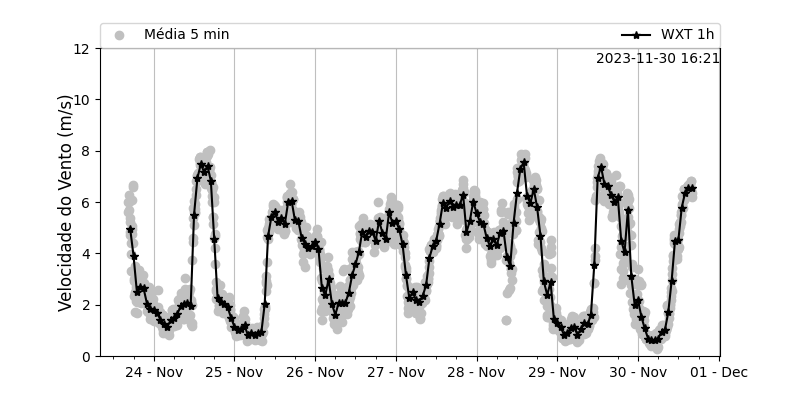 Média 5 min
WXT 1h
2023-11-30 16:21
Velocidade do Vento (m/s)
12
10
8
6
4
2
0
24 - Nov
25 - Nov
26 - Nov
27 - Nov
28 - Nov
29 - Nov
30 - Nov
01 - Dec